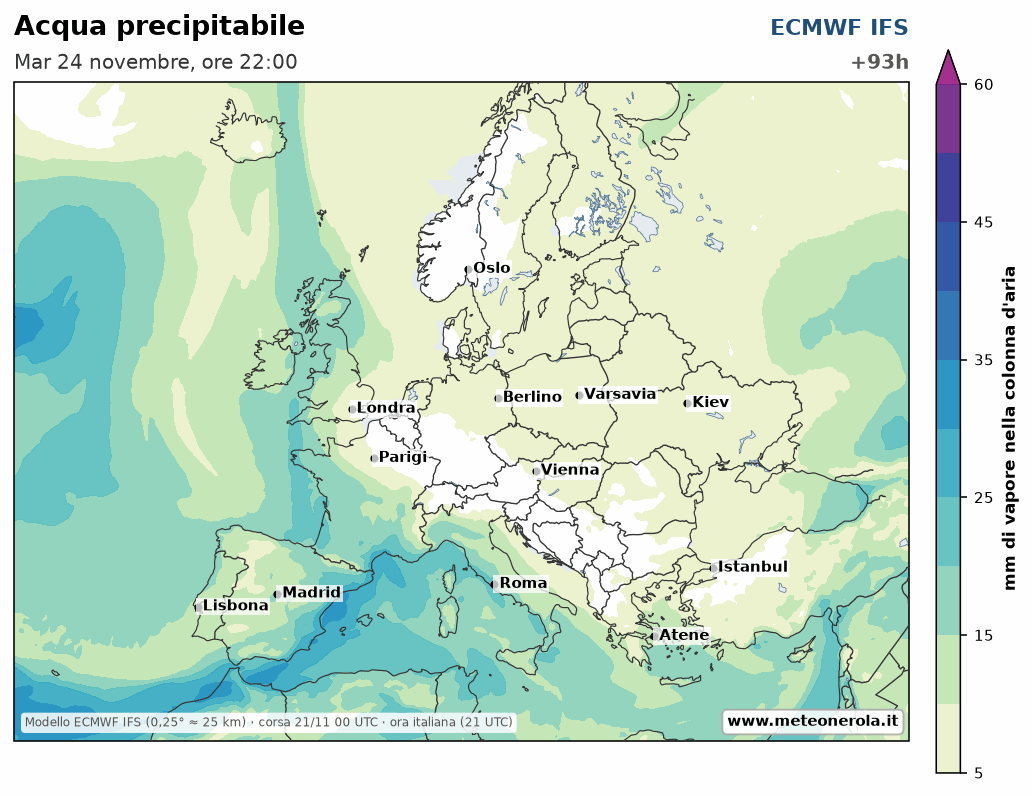 Acqua precipitabile
ECMWF IFS
Mar 24 novembre, ore 22:00
+93h
60
45
35
25
15
5
mm di vapore nella colonna d'aria
Oslo
Berlino
Varsavia
Kiev
Londra
Parigi
Vienna
Istanbul
Roma
Madrid
Lisbona
Atene
Modello ECMWF IFS (0,25° ≈ 25 km) · corsa 21/11 00 UTC · ora italiana (21 UTC)
www.meteonerola.it